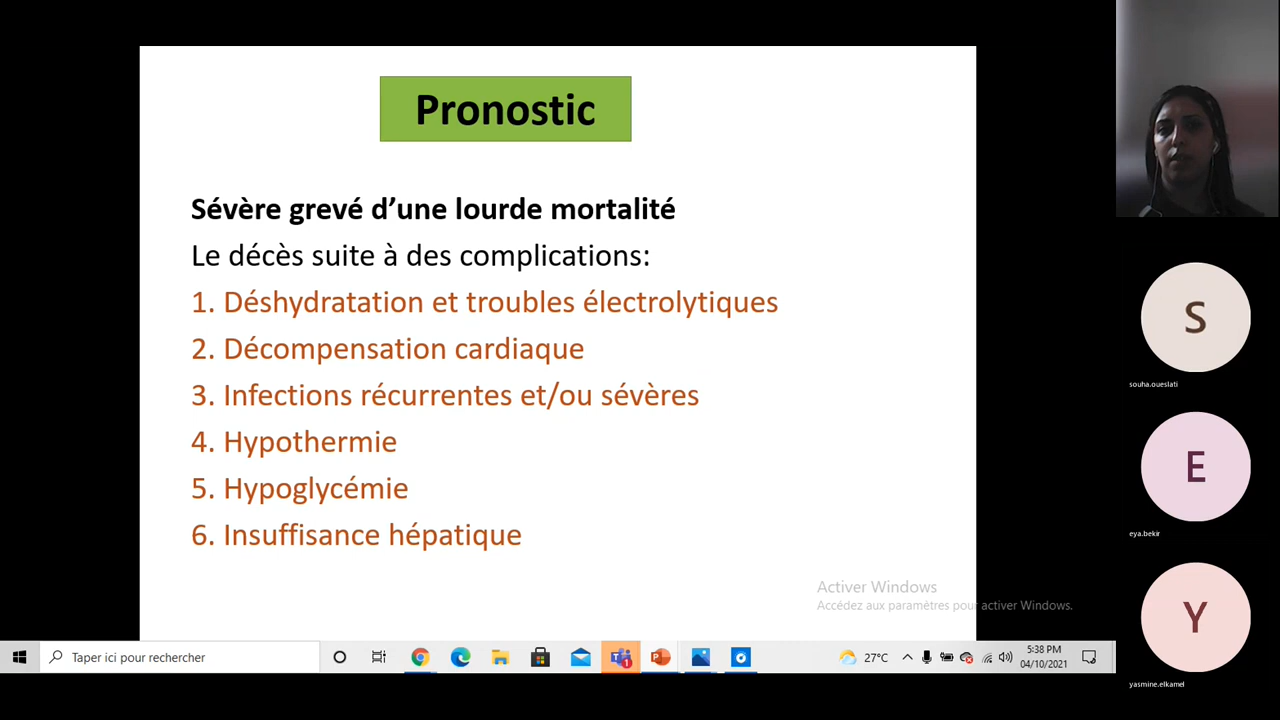 Pronostic
Sévère grevé d’une lourde mortalité
Le décès suite à des complications:
1. Déshydratation et troubles électrolytiques
2. Décompensation cardiaque
3. Infections récurrentes et/ou sévères
4. Hypothermie
5. Hypoglycémie
6. Insuffisance hépatique
Activer Windows
Accédez aux paramètres pour activer Windows.
S
souha.oueslati
E
eya.bekir
Y
yasmine.elkamel
Taper ici pour rechercher
1
27°C
5:38 PM
04/10/2021